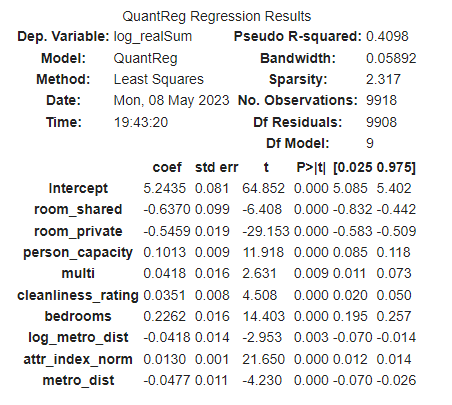 QuantReg Regression Results
Dep. Variable: log_realSum Pseudo R-squared: 0.4098
Model: QuantReg Bandwidth: 0.05892
Method: Least Squares Sparsity: 2.317
Date: Mon, 08 May 2023 No. Observations: 9918
Time: 19:43:20 Df Residuals: 9908
Df Model: 9
coef std err t P>|t| [0.025 0.975]
Intercept 5.2435 0.081 64.852 0.000 5.085 5.402
room_shared -0.6370 0.099 -6.408 0.000 -0.832 -0.442
room_private -0.5459 0.019 -29.153 0.000 -0.583 -0.509
person_capacity 0.1013 0.009 11.918 0.000 0.085 0.118
multi 0.0418 0.016 2.631 0.009 0.011 0.073
cleanliness_rating 0.0351 0.008 4.508 0.000 0.020 0.050
bedrooms 0.2262 0.016 14.403 0.000 0.195 0.257
log_metro_dist -0.0418 0.014 -2.953 0.003 -0.070 -0.014
attr_index_norm 0.0130 0.001 21.650 0.000 0.012 0.014
metro_dist -0.0477 0.011 -4.230 0.000 -0.070 -0.026